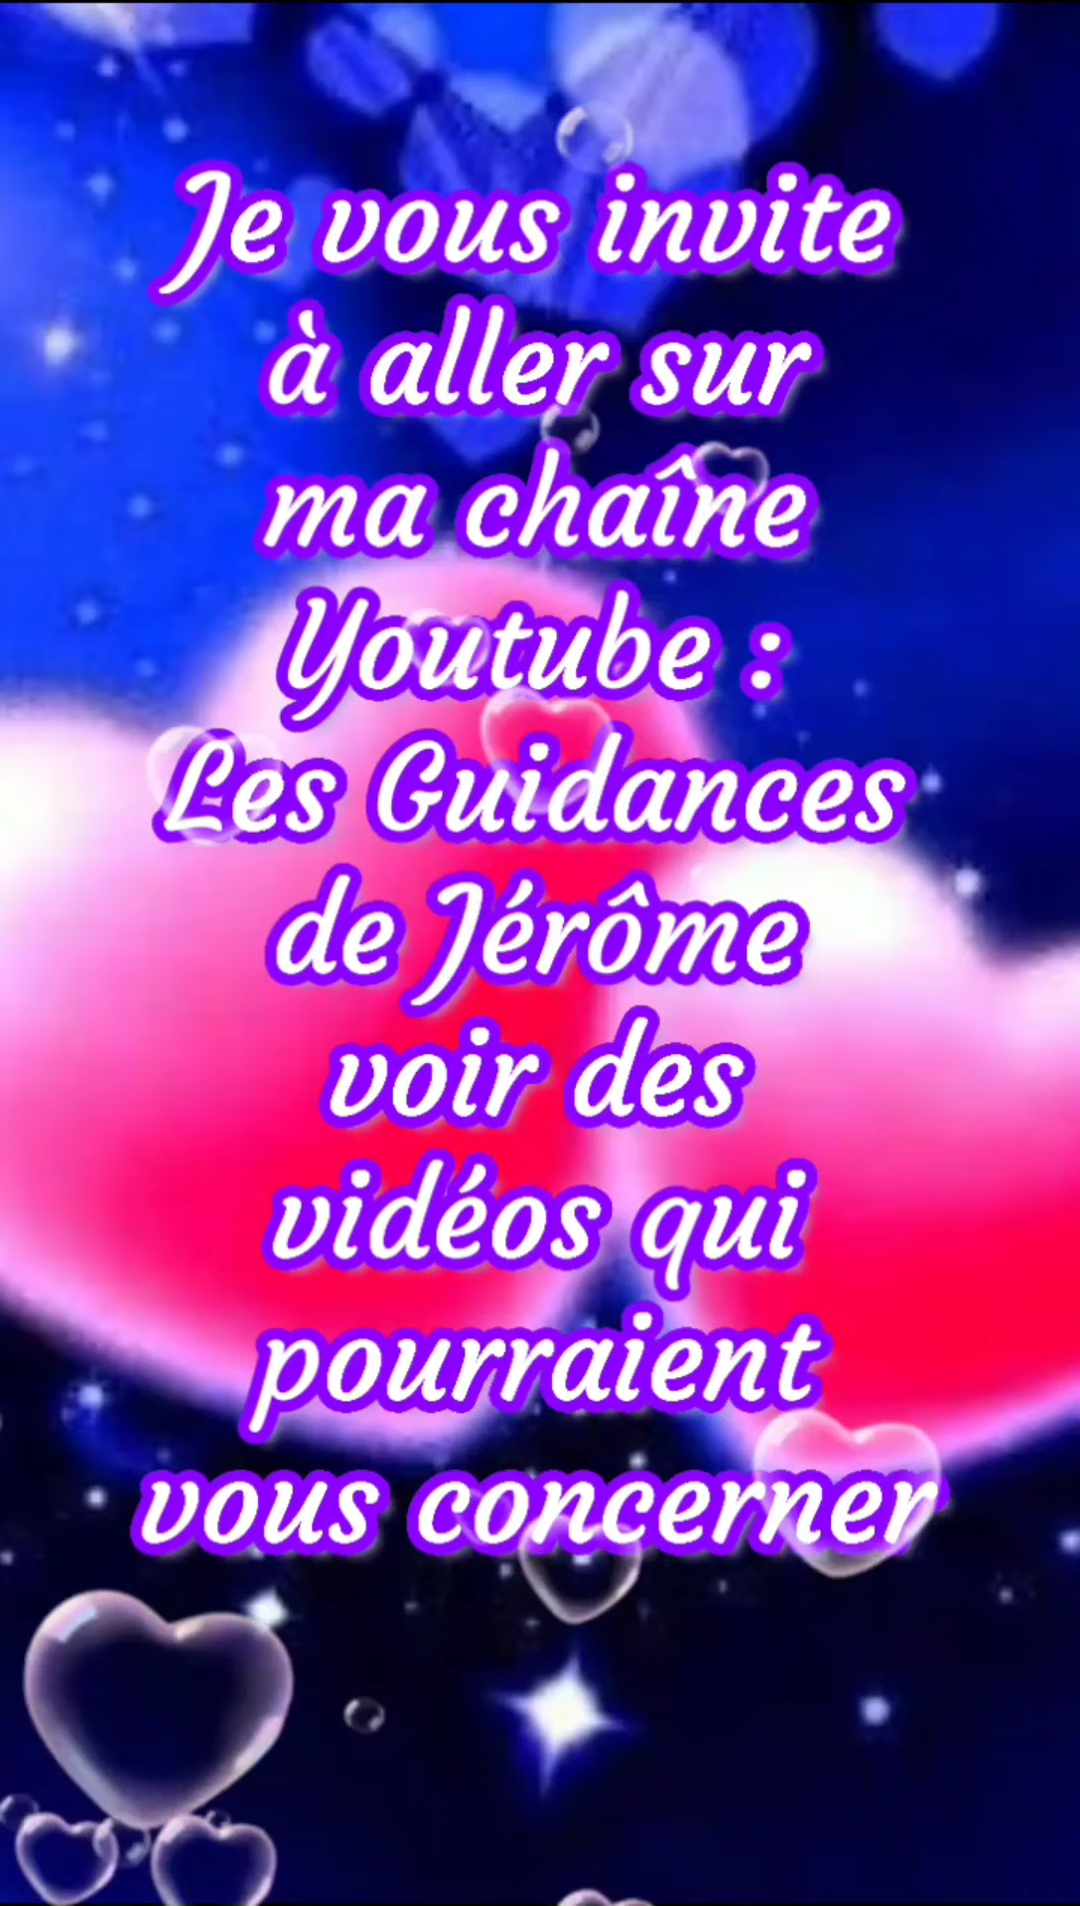 Je vous invite
à aller sur
ma chaîne
Youtube :
Les Guidances
de Jérôme
voir des
vidéos qui
pourraient
vous concerner